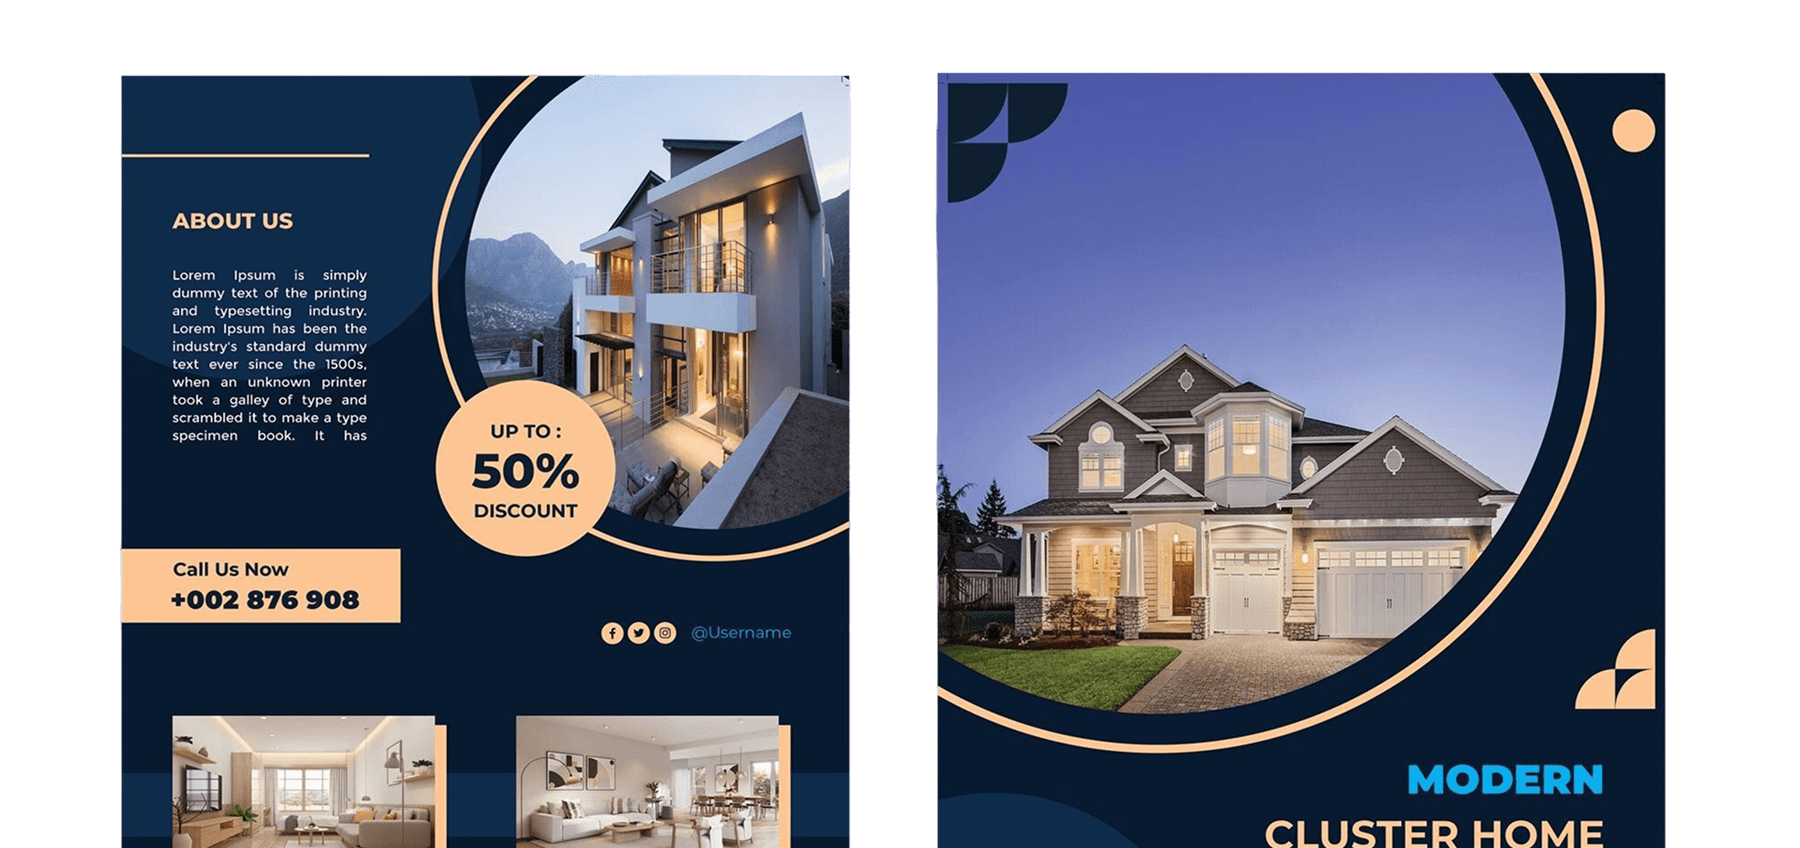 ABOUT US
Lorem Ipsum is simply
dummy text of the printing
and typesetting industry.
Lorem Ipsum has been the
industry's standard dummy
text ever since the 1500s,
when an unknown printer
took a galley of type and
scrambled it to make a type
specimen book. It has
UP TO :
50%
DISCOUNT
Call Us Now
+002 876 908
@Username
MODERN
CLUSTER HOME